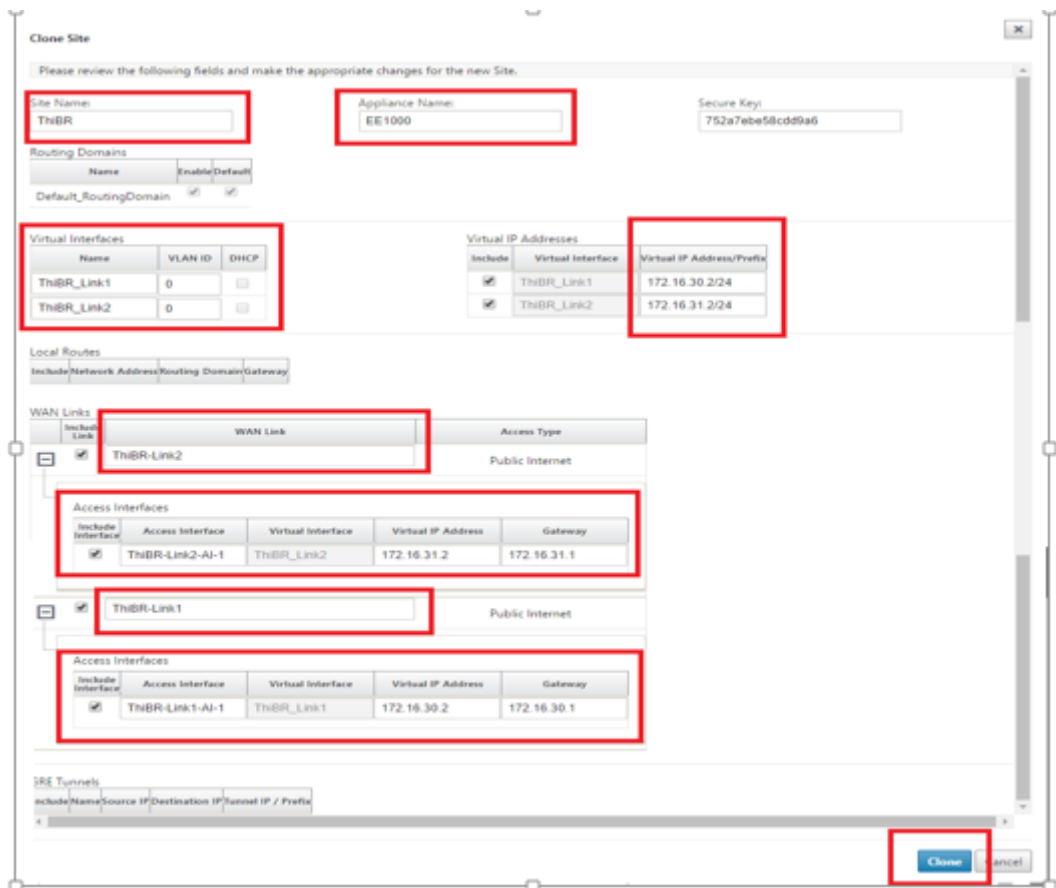 Clone Site
Please review the following fields and make the appropriate changes for the new Site.
Site Name: Appliance Name: Secure Key:
ThiBR EE1000 752a7ebe58cdd9a6
Routing Domains
Name Enable Default
Default_RoutingDomain
Virtual Interfaces Virtual IP Addresses
Name VLAN ID DHCP Include Virtual Interface Virtual IP Address/Prefix
ThiBR_Link1 0 ThiBR_Link1 172.16.30.2/24
ThiBR_Link2 0 ThiBR_Link2 172.16.31.2/24
Local Routes
Include Network Address Routing Domain Gateway
WAN Links
Include Link WAN Link Access Type
ThiBR-Link2 Public Internet
Access Interfaces
Include Interface Access Interface Virtual Interface Virtual IP Address Gateway
ThiBR-Link2-AI-1 ThiBR_Link2 172.16.31.2 172.16.31.1
ThiBR-Link1 Public Internet
Access Interfaces
Include Interface Access Interface Virtual Interface Virtual IP Address Gateway
ThiBR-Link1-AI-1 ThiBR_Link1 172.16.30.2 172.16.30.1
GRE Tunnels
nclude Name Source IP Destination IP Tunnel IP / Prefix
Clone Cancel